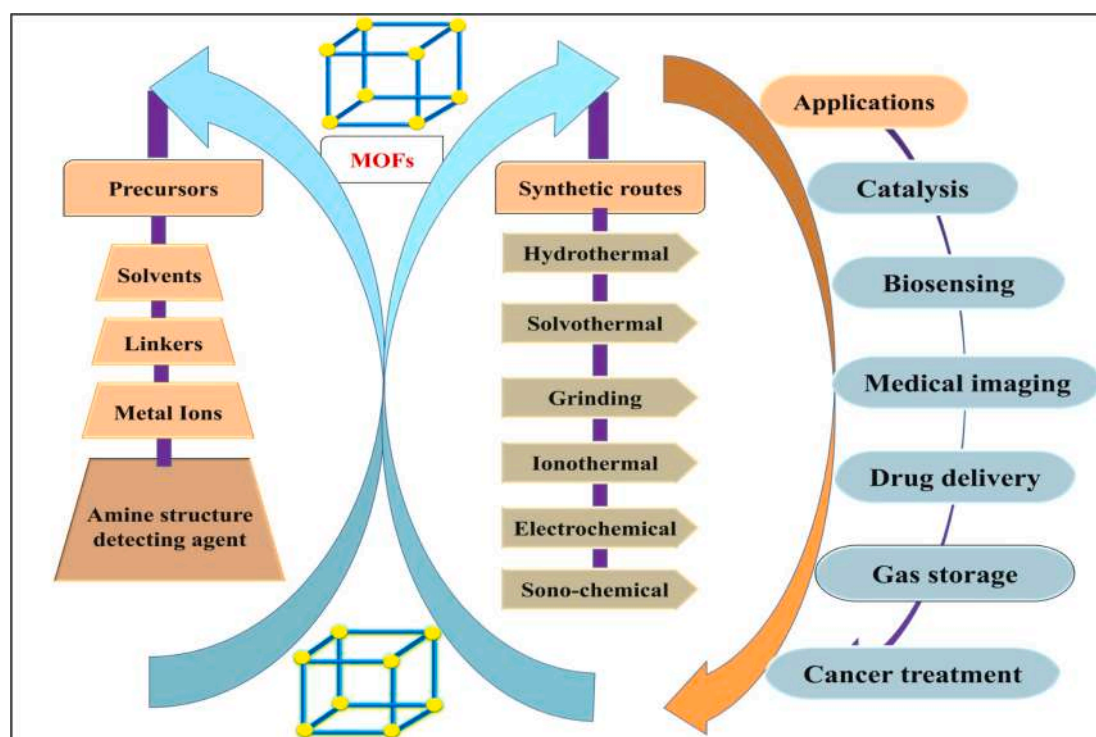 MOFs
Precursors
Solvents
Linkers
Metal Ions
Amine structure
detecting agent
Synthetic routes
Hydrothermal
Solvothermal
Grinding
Ionothermal
Electrochemical
Sono-chemical
Applications
Catalysis
Biosensing
Medical imaging
Drug delivery
Gas storage
Cancer treatment